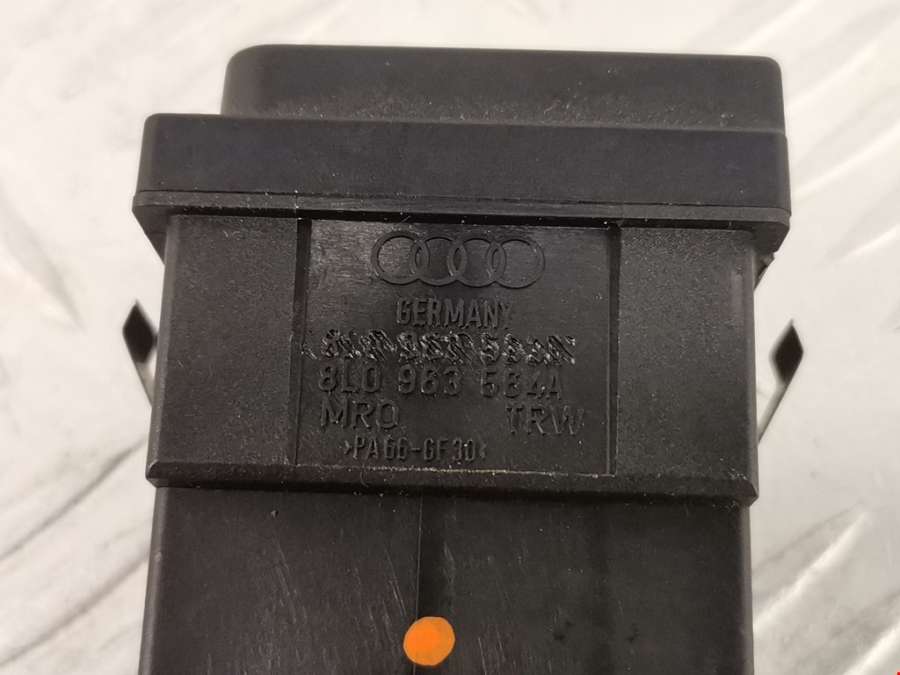 GERMANY
8L0 963 564A
MRO TRW
>PA66-GF30<